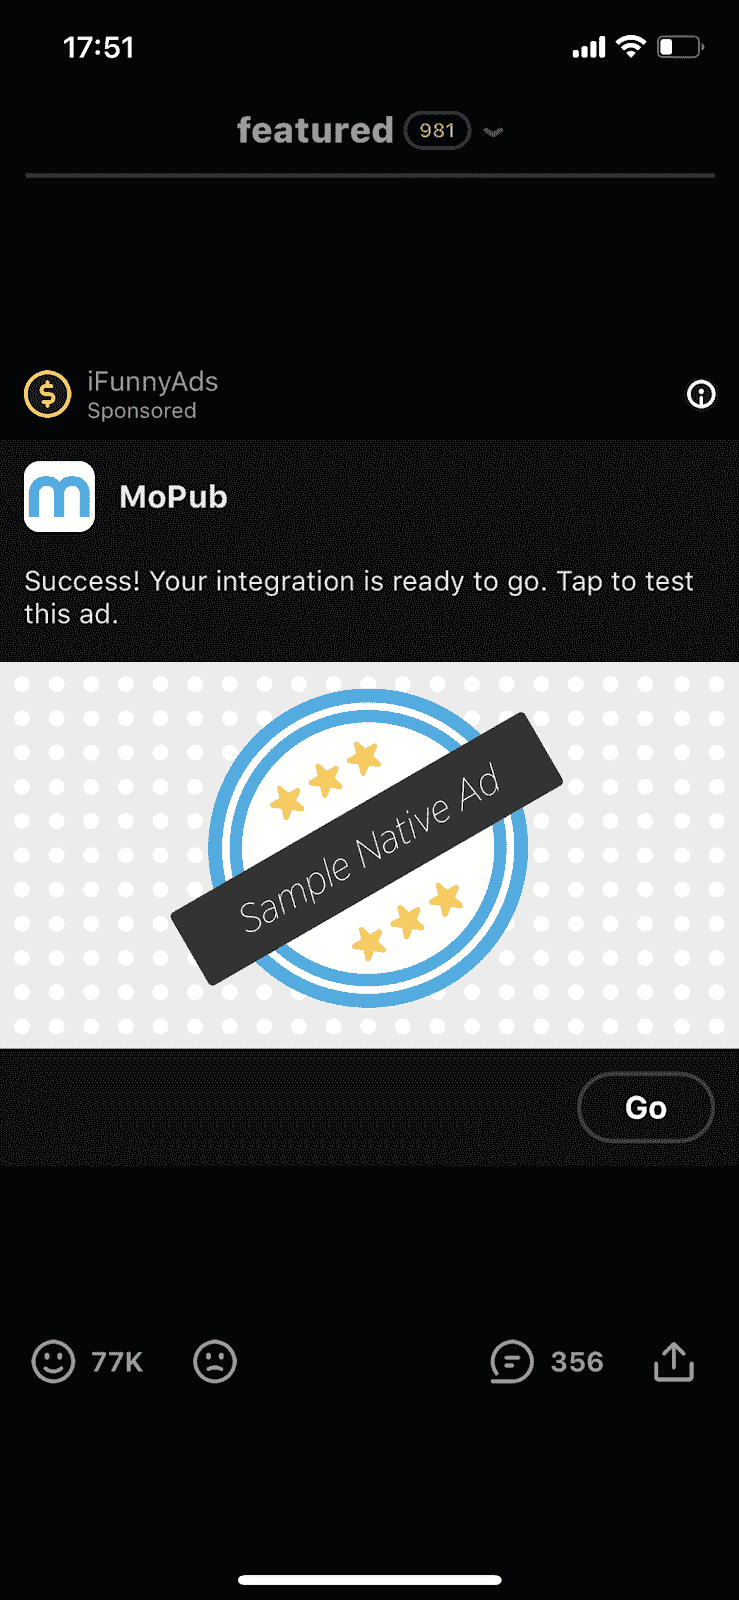 17:51
featured 981
iFunnyAds
Sponsored
m MoPub
Success! Your integration is ready to go. Tap to test
this ad.
Sample Native Ad
Go
77K 356